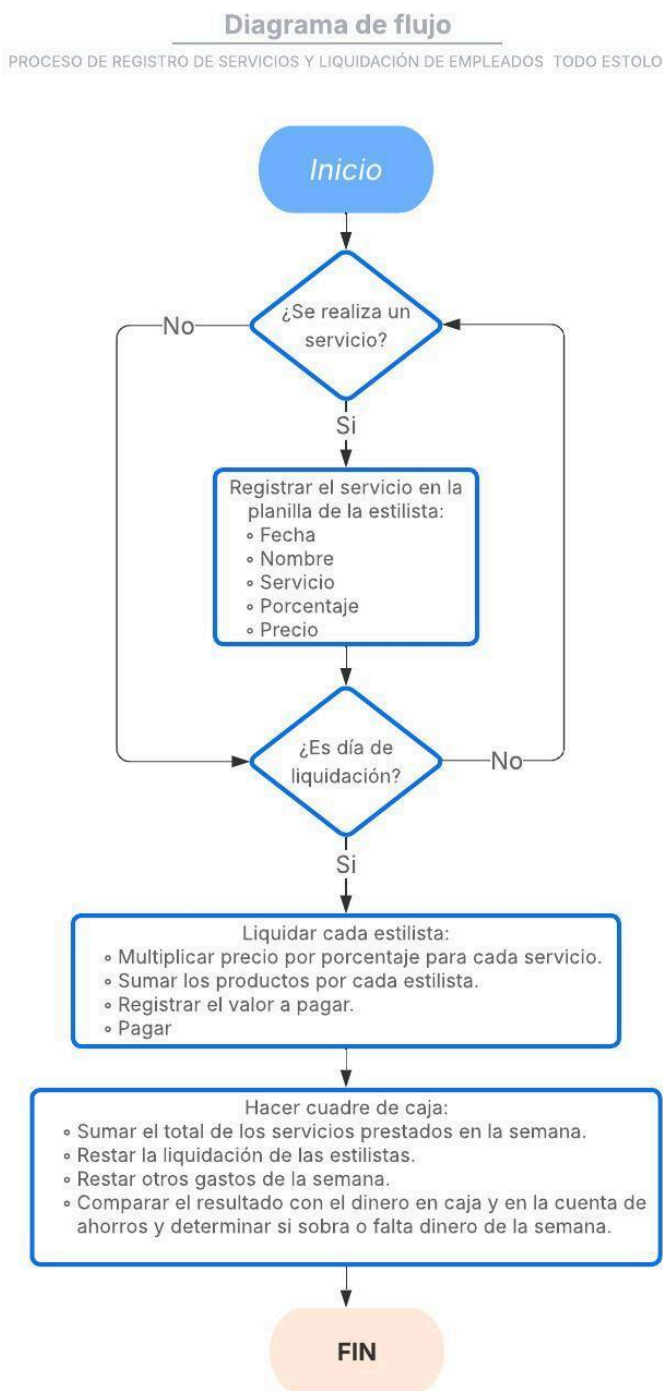 Diagrama de flujo
PROCESO DE REGISTRO DE SERVICIOS Y LIQUIDACIÓN DE EMPLEADOS TODO ESTOLO
Inicio
¿Se realiza un
servicio?
No
Si
Registrar el servicio en la
planilla de la estilista:
∘ Fecha
∘ Nombre
∘ Servicio
∘ Porcentaje
∘ Precio
¿Es día de
liquidación?
No
Si
Liquidar cada estilista:
∘ Multiplicar precio por porcentaje para cada servicio.
∘ Sumar los productos por cada estilista.
∘ Registrar el valor a pagar.
∘ Pagar
Hacer cuadre de caja:
∘ Sumar el total de los servicios prestados en la semana.
∘ Restar la liquidación de las estilistas.
∘ Restar otros gastos de la semana.
∘ Comparar el resultado con el dinero en caja y en la cuenta de
ahorros y determinar si sobra o falta dinero de la semana.
FIN